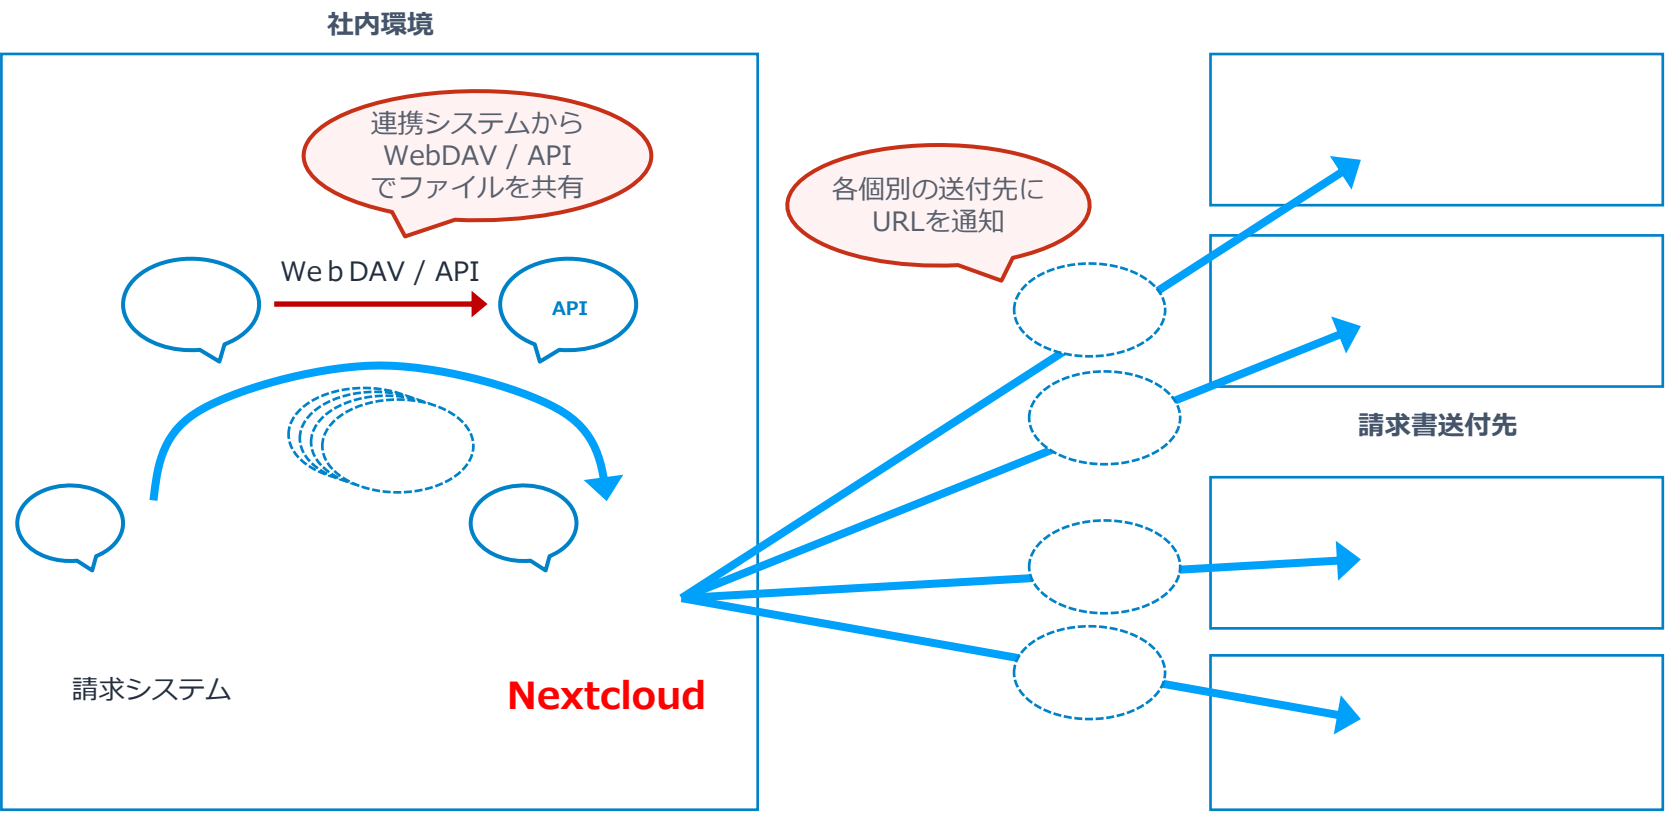 社内環境
連携システムから
WebDAV / API
でファイルを共有
各個別の送付先に
URLを通知
WebDAV / API
API
請求書送付先
請求システム
Nextcloud